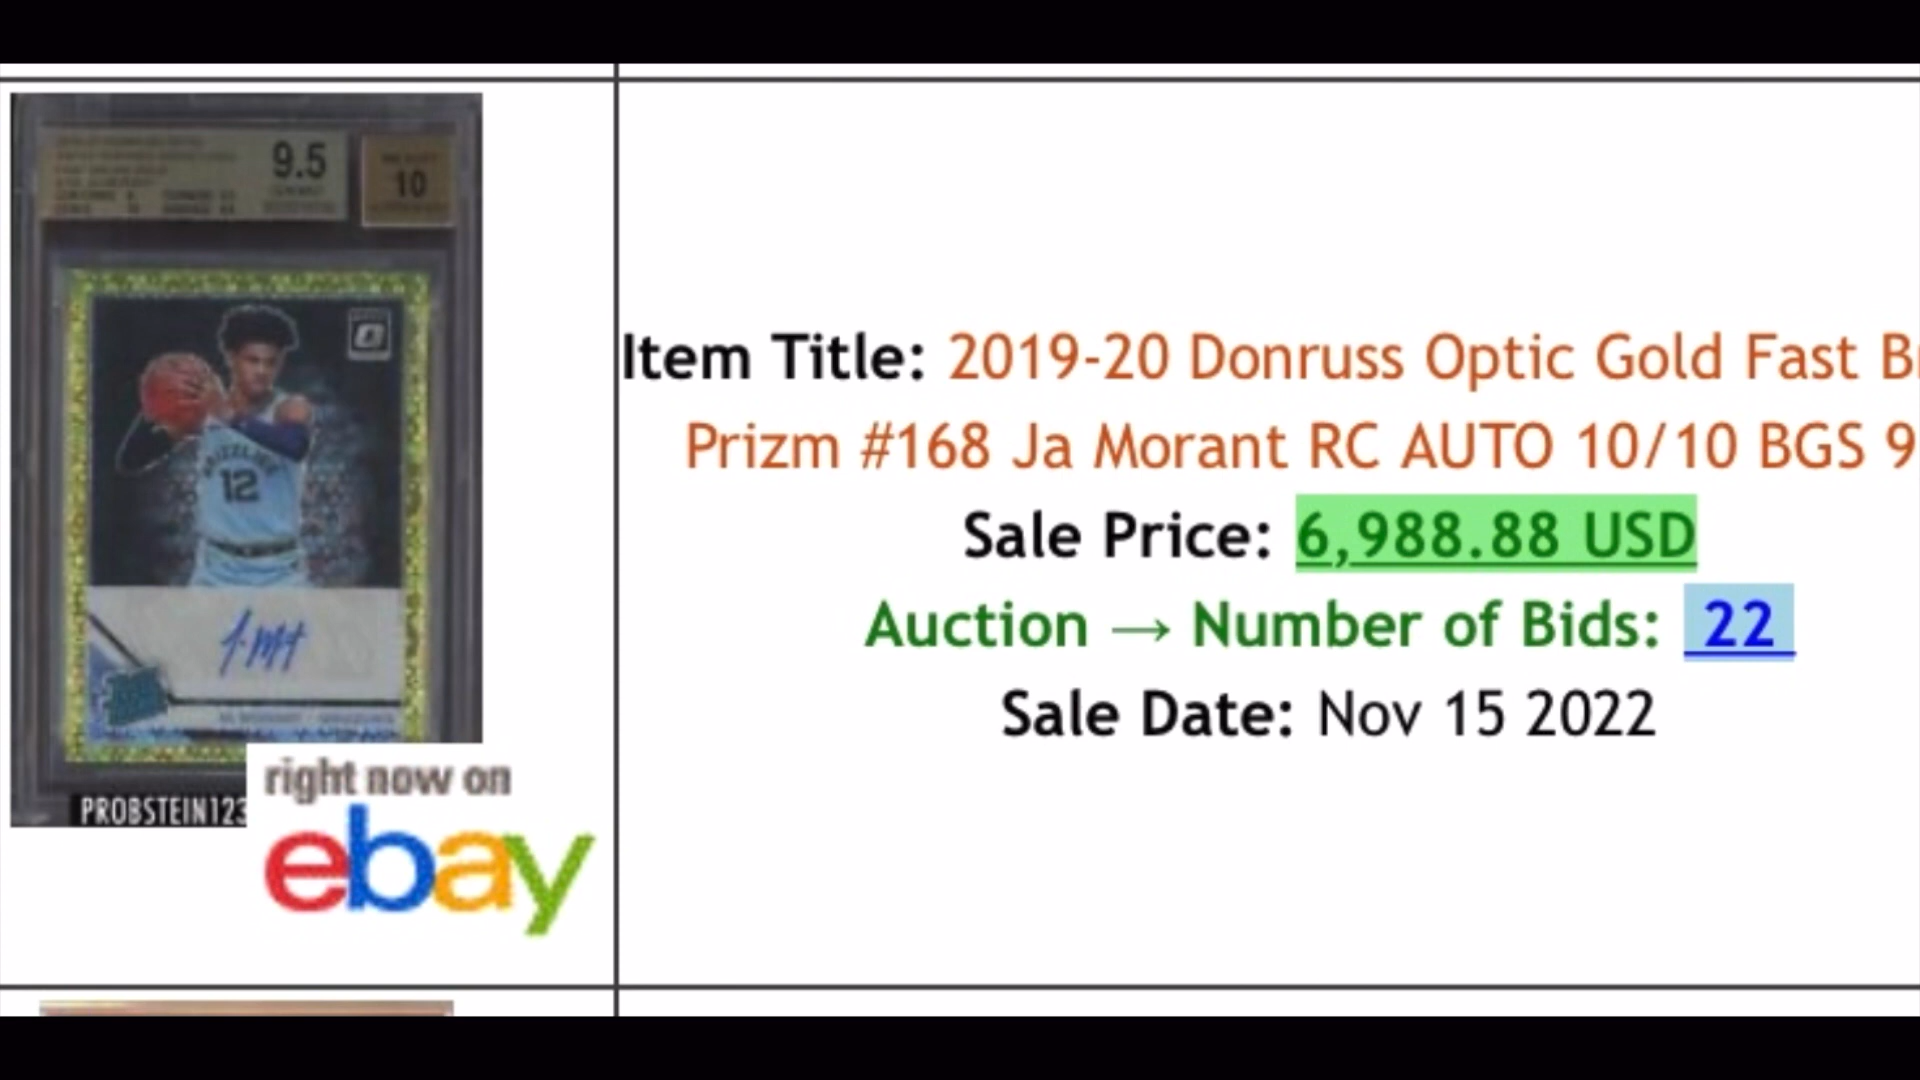 9.5
10
GRIZZLIES
12
PROBSTEIN123
right now on
ebay
Item Title: 2019-20 Donruss Optic Gold Fast Br
Prizm #168 Ja Morant RC AUTO 10/10 BGS 9
Sale Price: 6,988.88 USD
Auction → Number of Bids: 22
Sale Date: Nov 15 2022